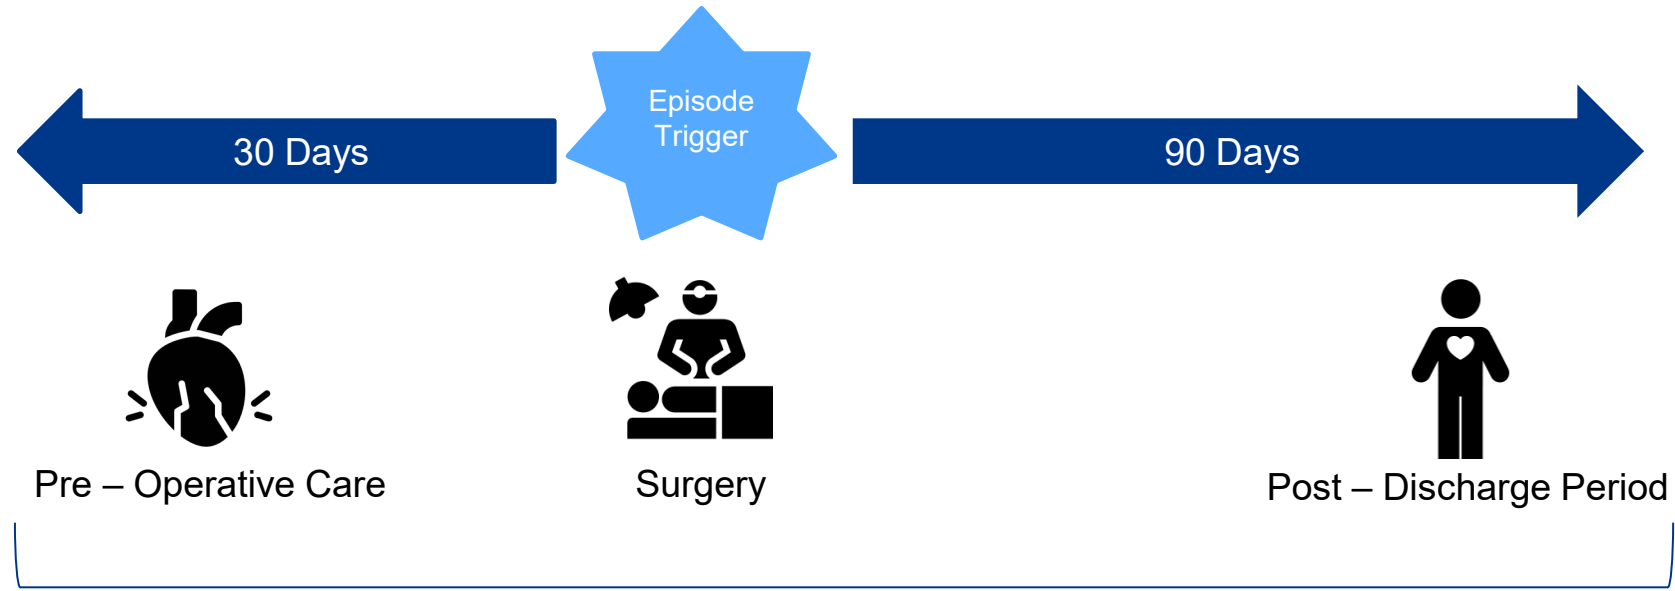 Episode
Trigger
30 Days
90 Days
Pre – Operative Care
Surgery
Post – Discharge Period